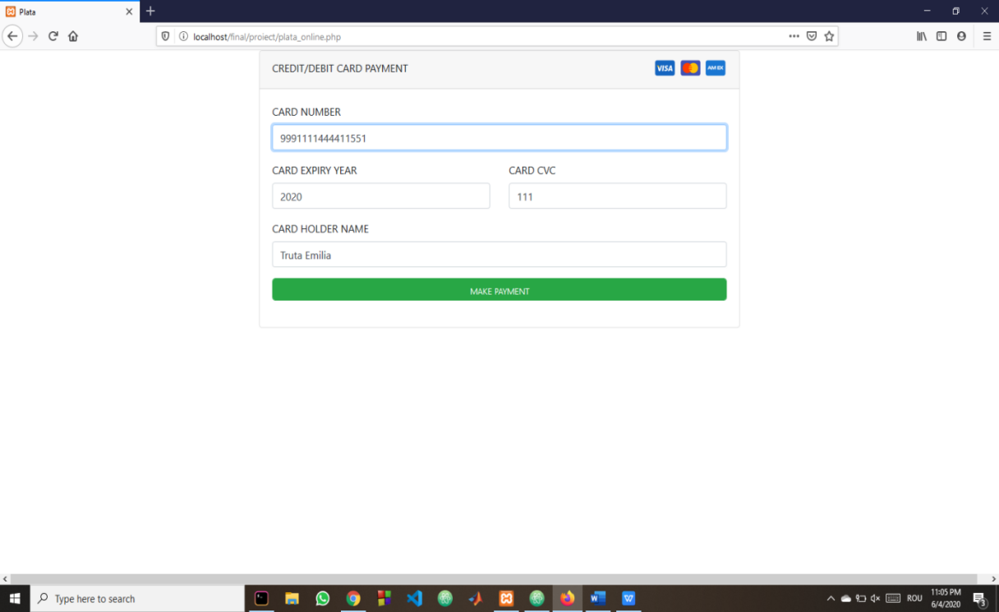 Plata
localhost/final/proiect/plata_online.php
CREDIT/DEBIT CARD PAYMENT
VISA
AMEX
CARD NUMBER
9991111444411551
CARD EXPIRY YEAR
CARD CVC
2020
111
CARD HOLDER NAME
Truta Emilia
MAKE PAYMENT
Type here to search
ROU
11:05 PM
6/4/2020
3